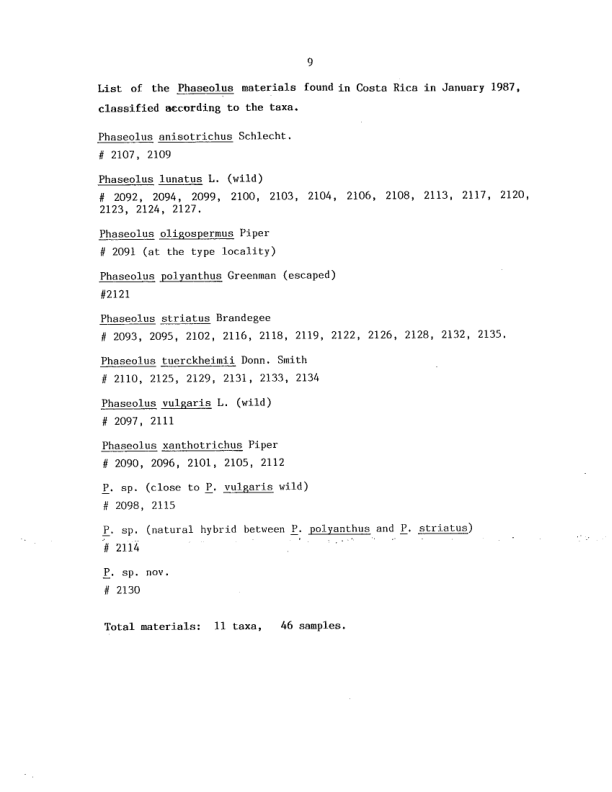 9
List of the Phaseolus materials found in Costa Rica in January 1987,
classified according to the taxa.
Phaseolus anisotrichus Schlecht.
# 2107, 2109
Phaseolus lunatus L. (wild)
# 2092, 2094, 2099, 2100, 2103, 2104, 2106, 2108, 2113, 2117, 2120,
2123, 2124, 2127.
Phaseolus oligospermus Piper
# 2091 (at the type locality)
Phaseolus polyanthus Greenman (escaped)
#2121
Phaseolus striatus Brandegee
# 2093, 2095, 2102, 2116, 2118, 2119, 2122, 2126, 2128, 2132, 2135.
Phaseolus tuerckheimii Donn. Smith
# 2110, 2125, 2129, 2131, 2133, 2134
Phaseolus vulgaris L. (wild)
# 2097, 2111
Phaseolus xanthotrichus Piper
# 2090, 2096, 2101, 2105, 2112
P. sp. (close to P. vulgaris wild)
# 2098, 2115
P. sp. (natural hybrid between P. polyanthus and P. striatus)
# 2114
P. sp. nov.
# 2130
Total materials: 11 taxa, 46 samples.